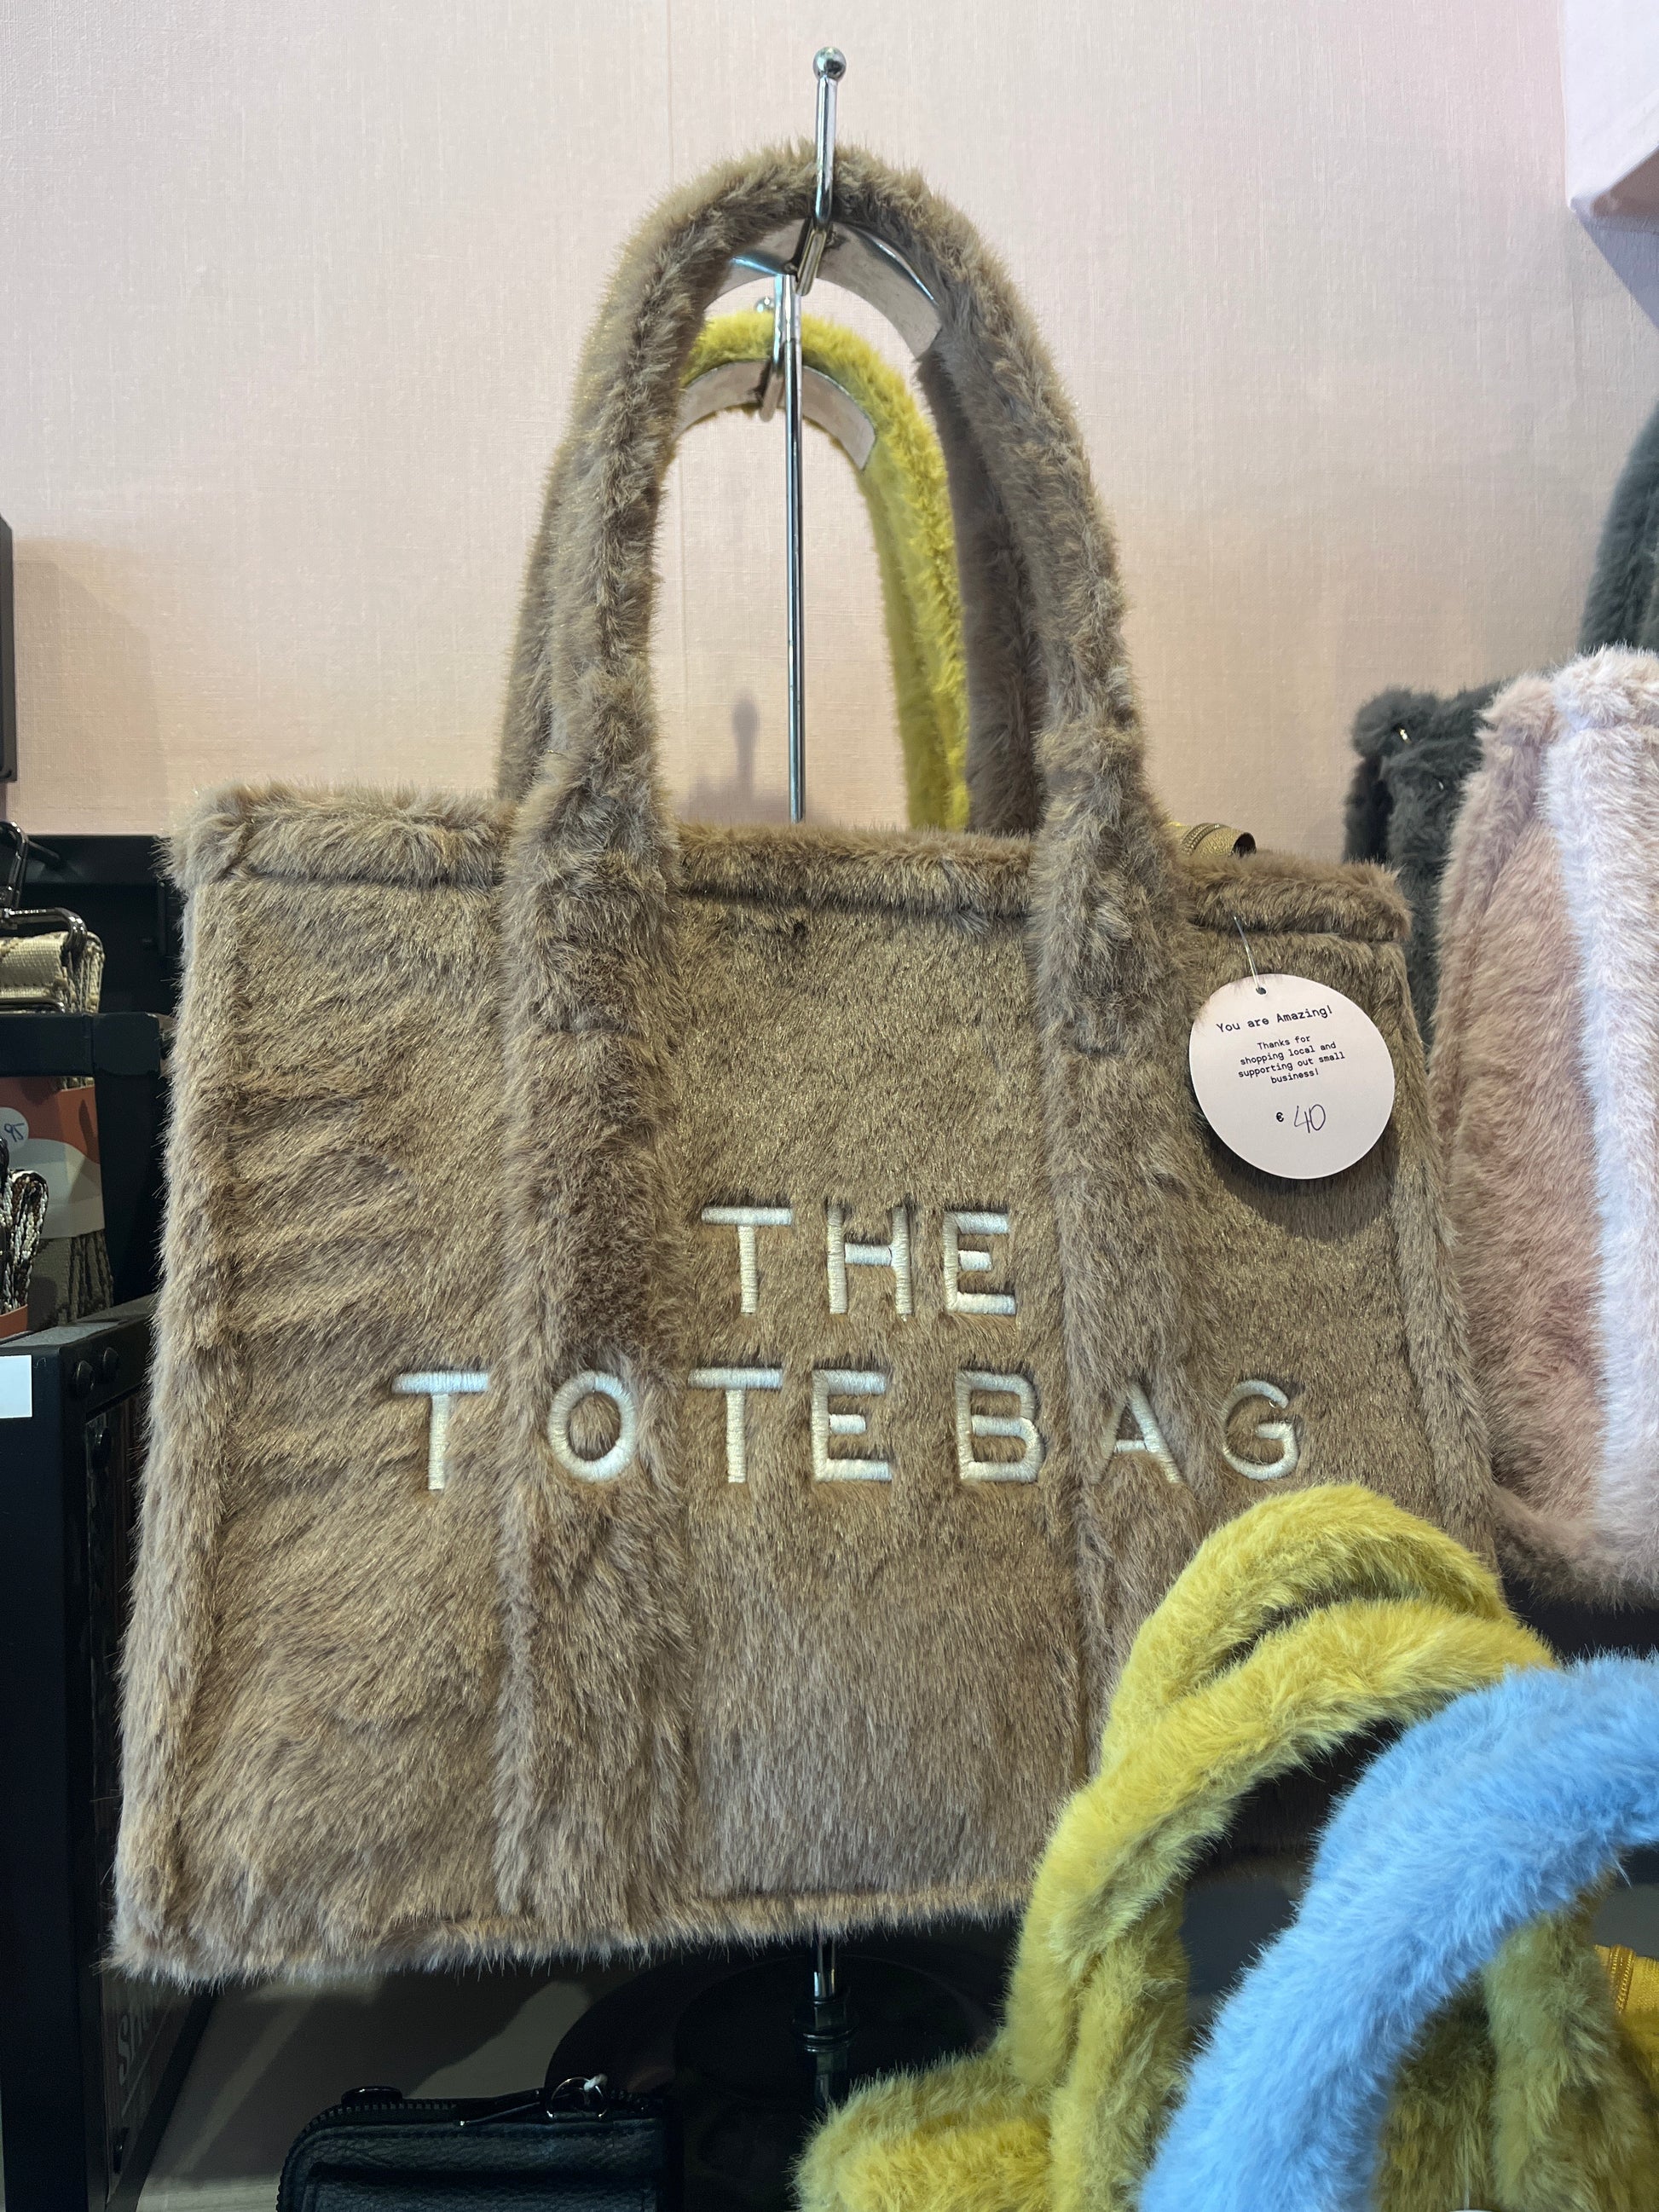 You are Amazing!
Thanks for
shopping local and
supporting out small
business!
€ 40
THE
TOTE BAG